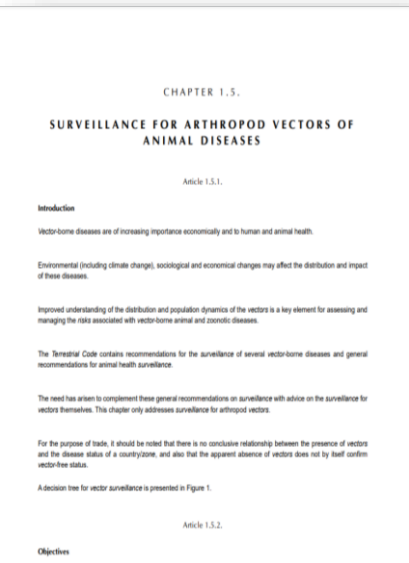 CHAPTER 1.5.
SURVEILLANCE FOR ARTHROPOD VECTORS OF
ANIMAL DISEASES
Article 1.5.1.
Introduction
Vector-borne diseases are of increasing importance economically and to human and animal health.
Environmental (including climate change), sociological and economical changes may affect the distribution and impact
of these diseases.
Improved understanding of the distribution and population dynamics of the vectors is a key element for assessing and
managing the risks associated with vector-borne animal and zoonotic diseases.
The Terrestrial Code contains recommendations for the surveillance of several vector-borne diseases and general
recommendations for animal health surveillance.
The need has arisen to complement these general recommendations on surveillance with advice on the surveillance for
vectors themselves. This chapter only addresses surveillance for arthropod vectors.
For the purpose of trade, it should be noted that there is no conclusive relationship between the presence of vectors
and the disease status of a country/zone, and also that the apparent absence of vectors does not by itself confirm
vector-free status.
A decision tree for vector surveillance is presented in Figure 1.
Article 1.5.2.
Objectives